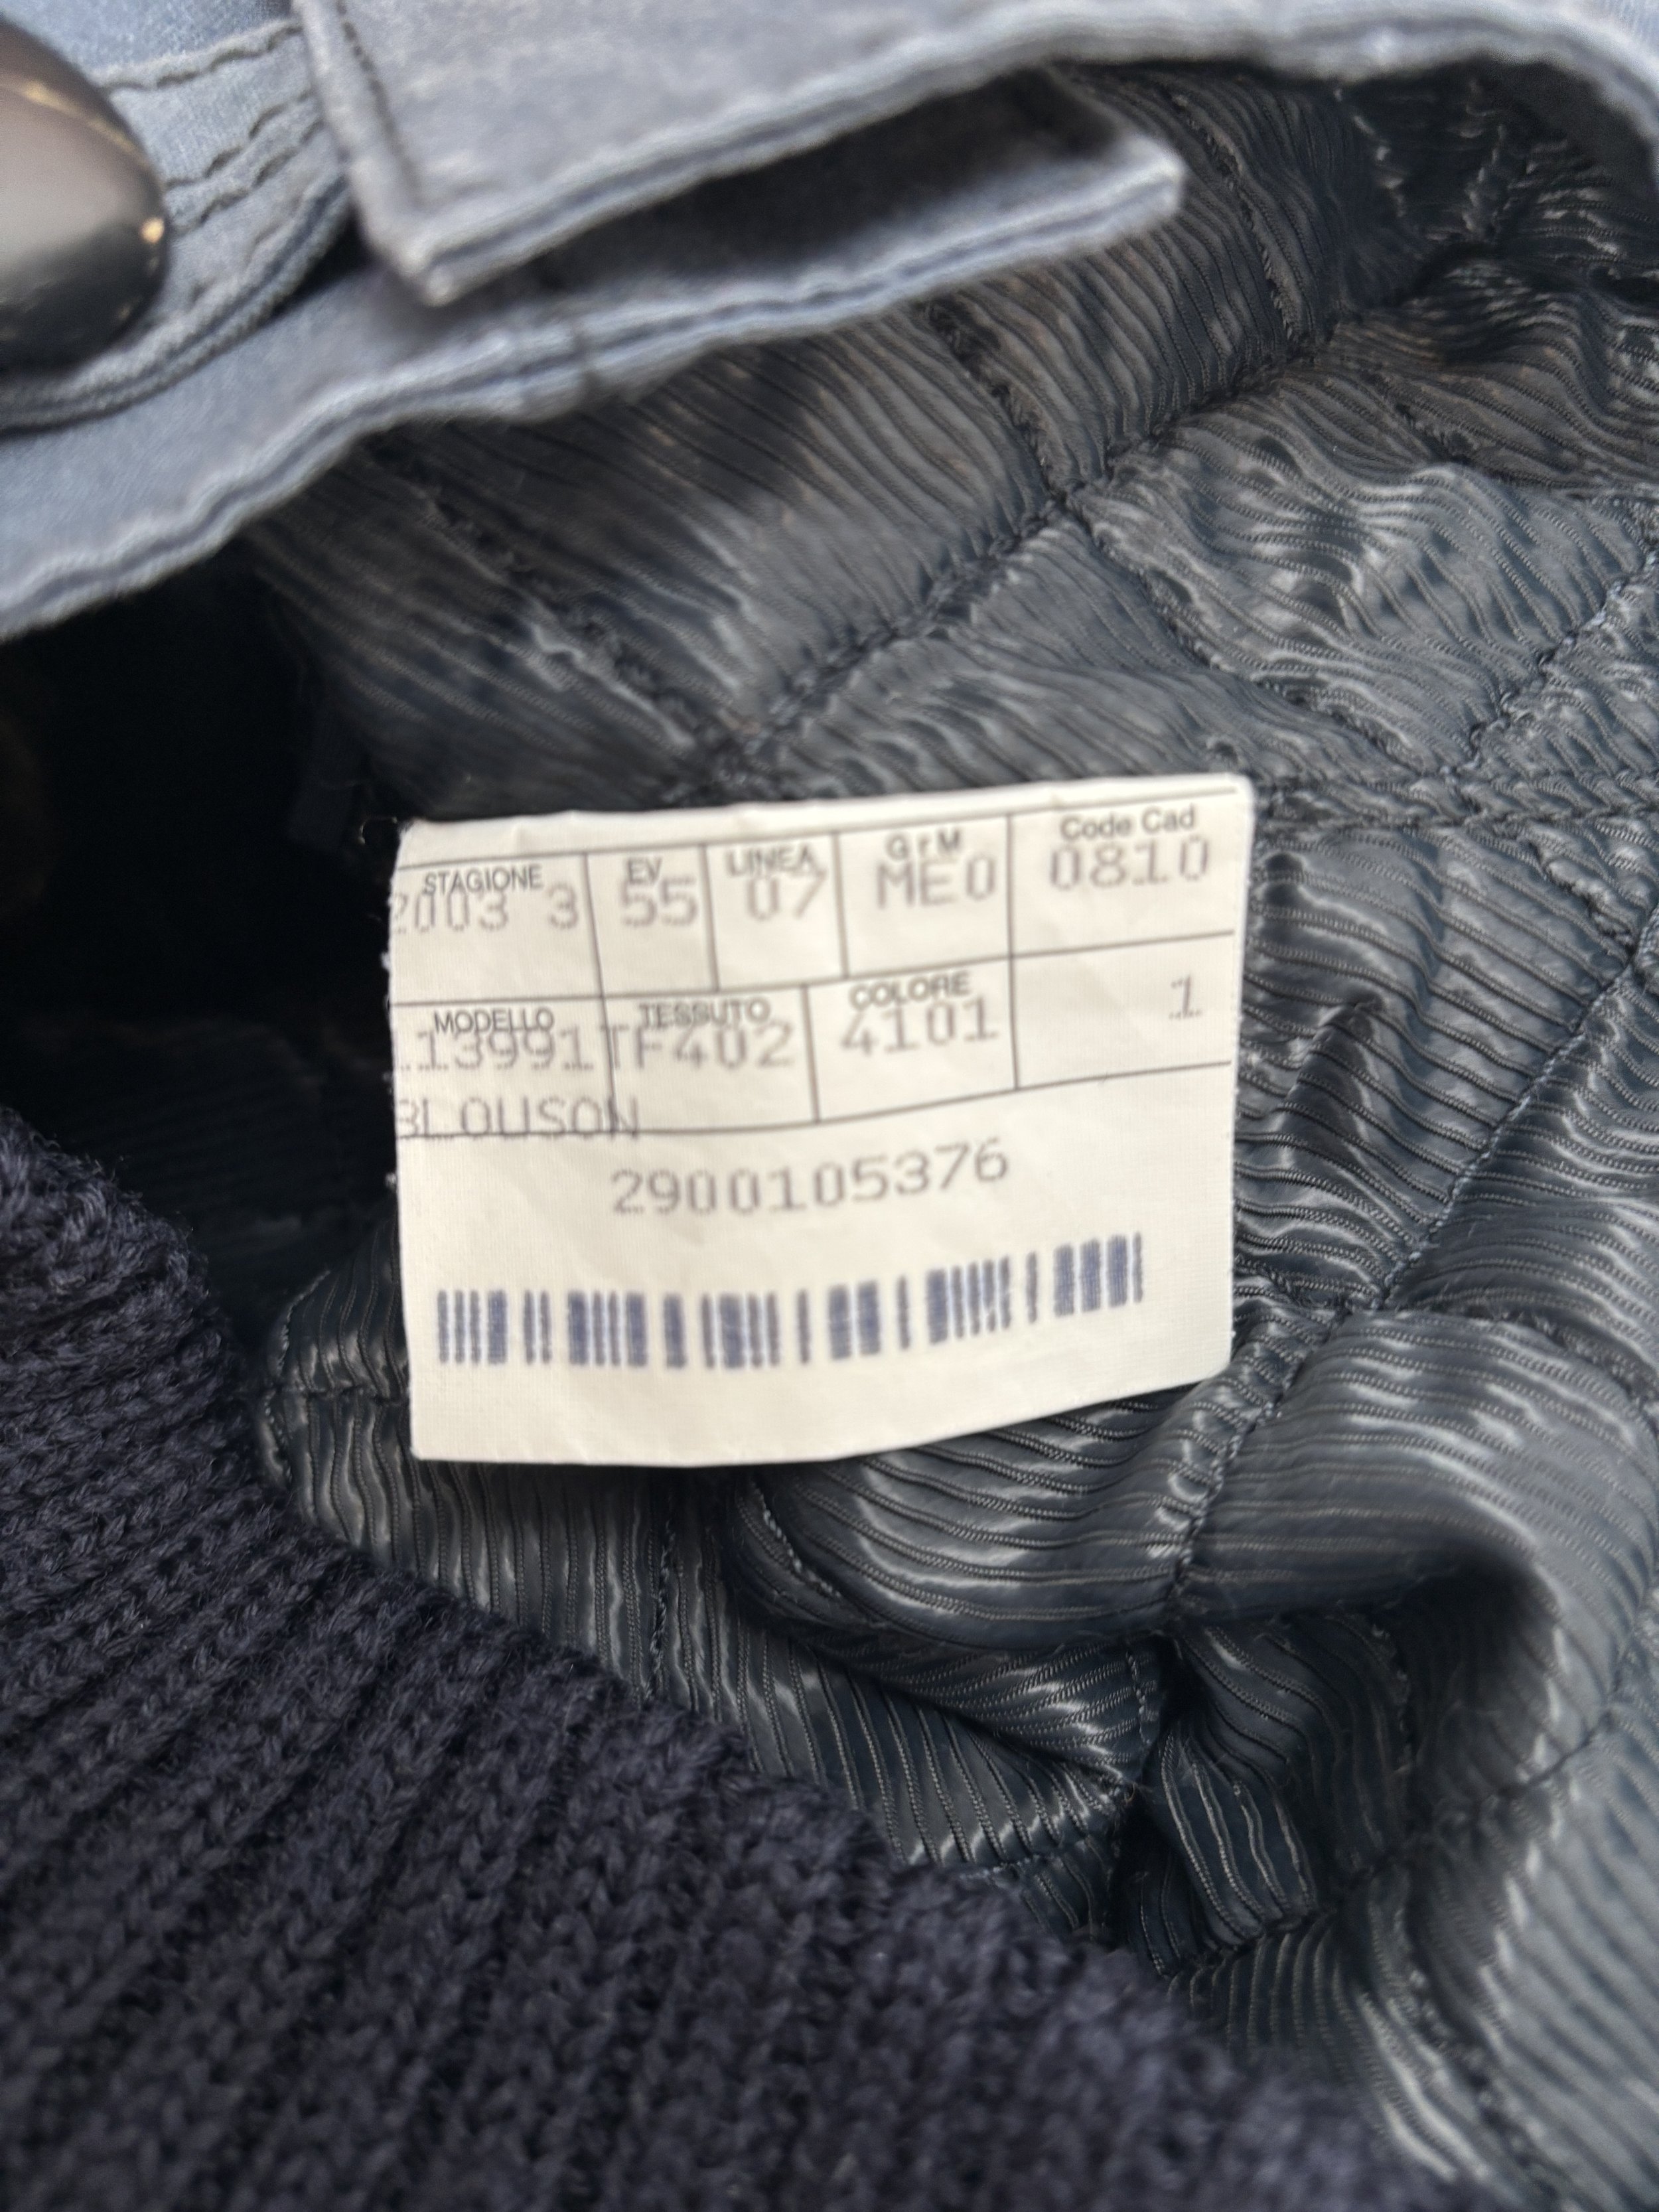 STAGIONE EV LINEA GrM Code Cad
2003 3 55 07 ME0 0810
MODELLO TESSUTO COLORE
13991 TF402 4101 1
BLOUSON
2900105376